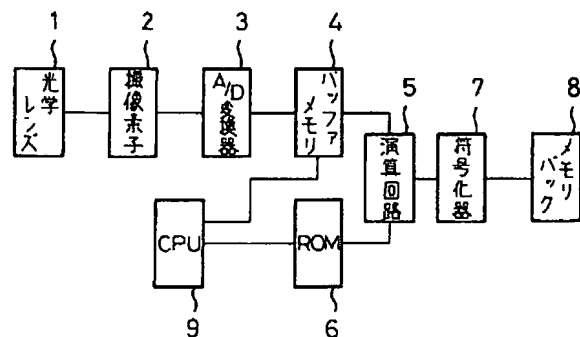 1
2
3
4
5
7
8
光学
レンズ
撮像素子
A/D
変換器
バッファ
メモリ
演算回路
符号化器
メモリ
パック
CPU
ROM
9
6